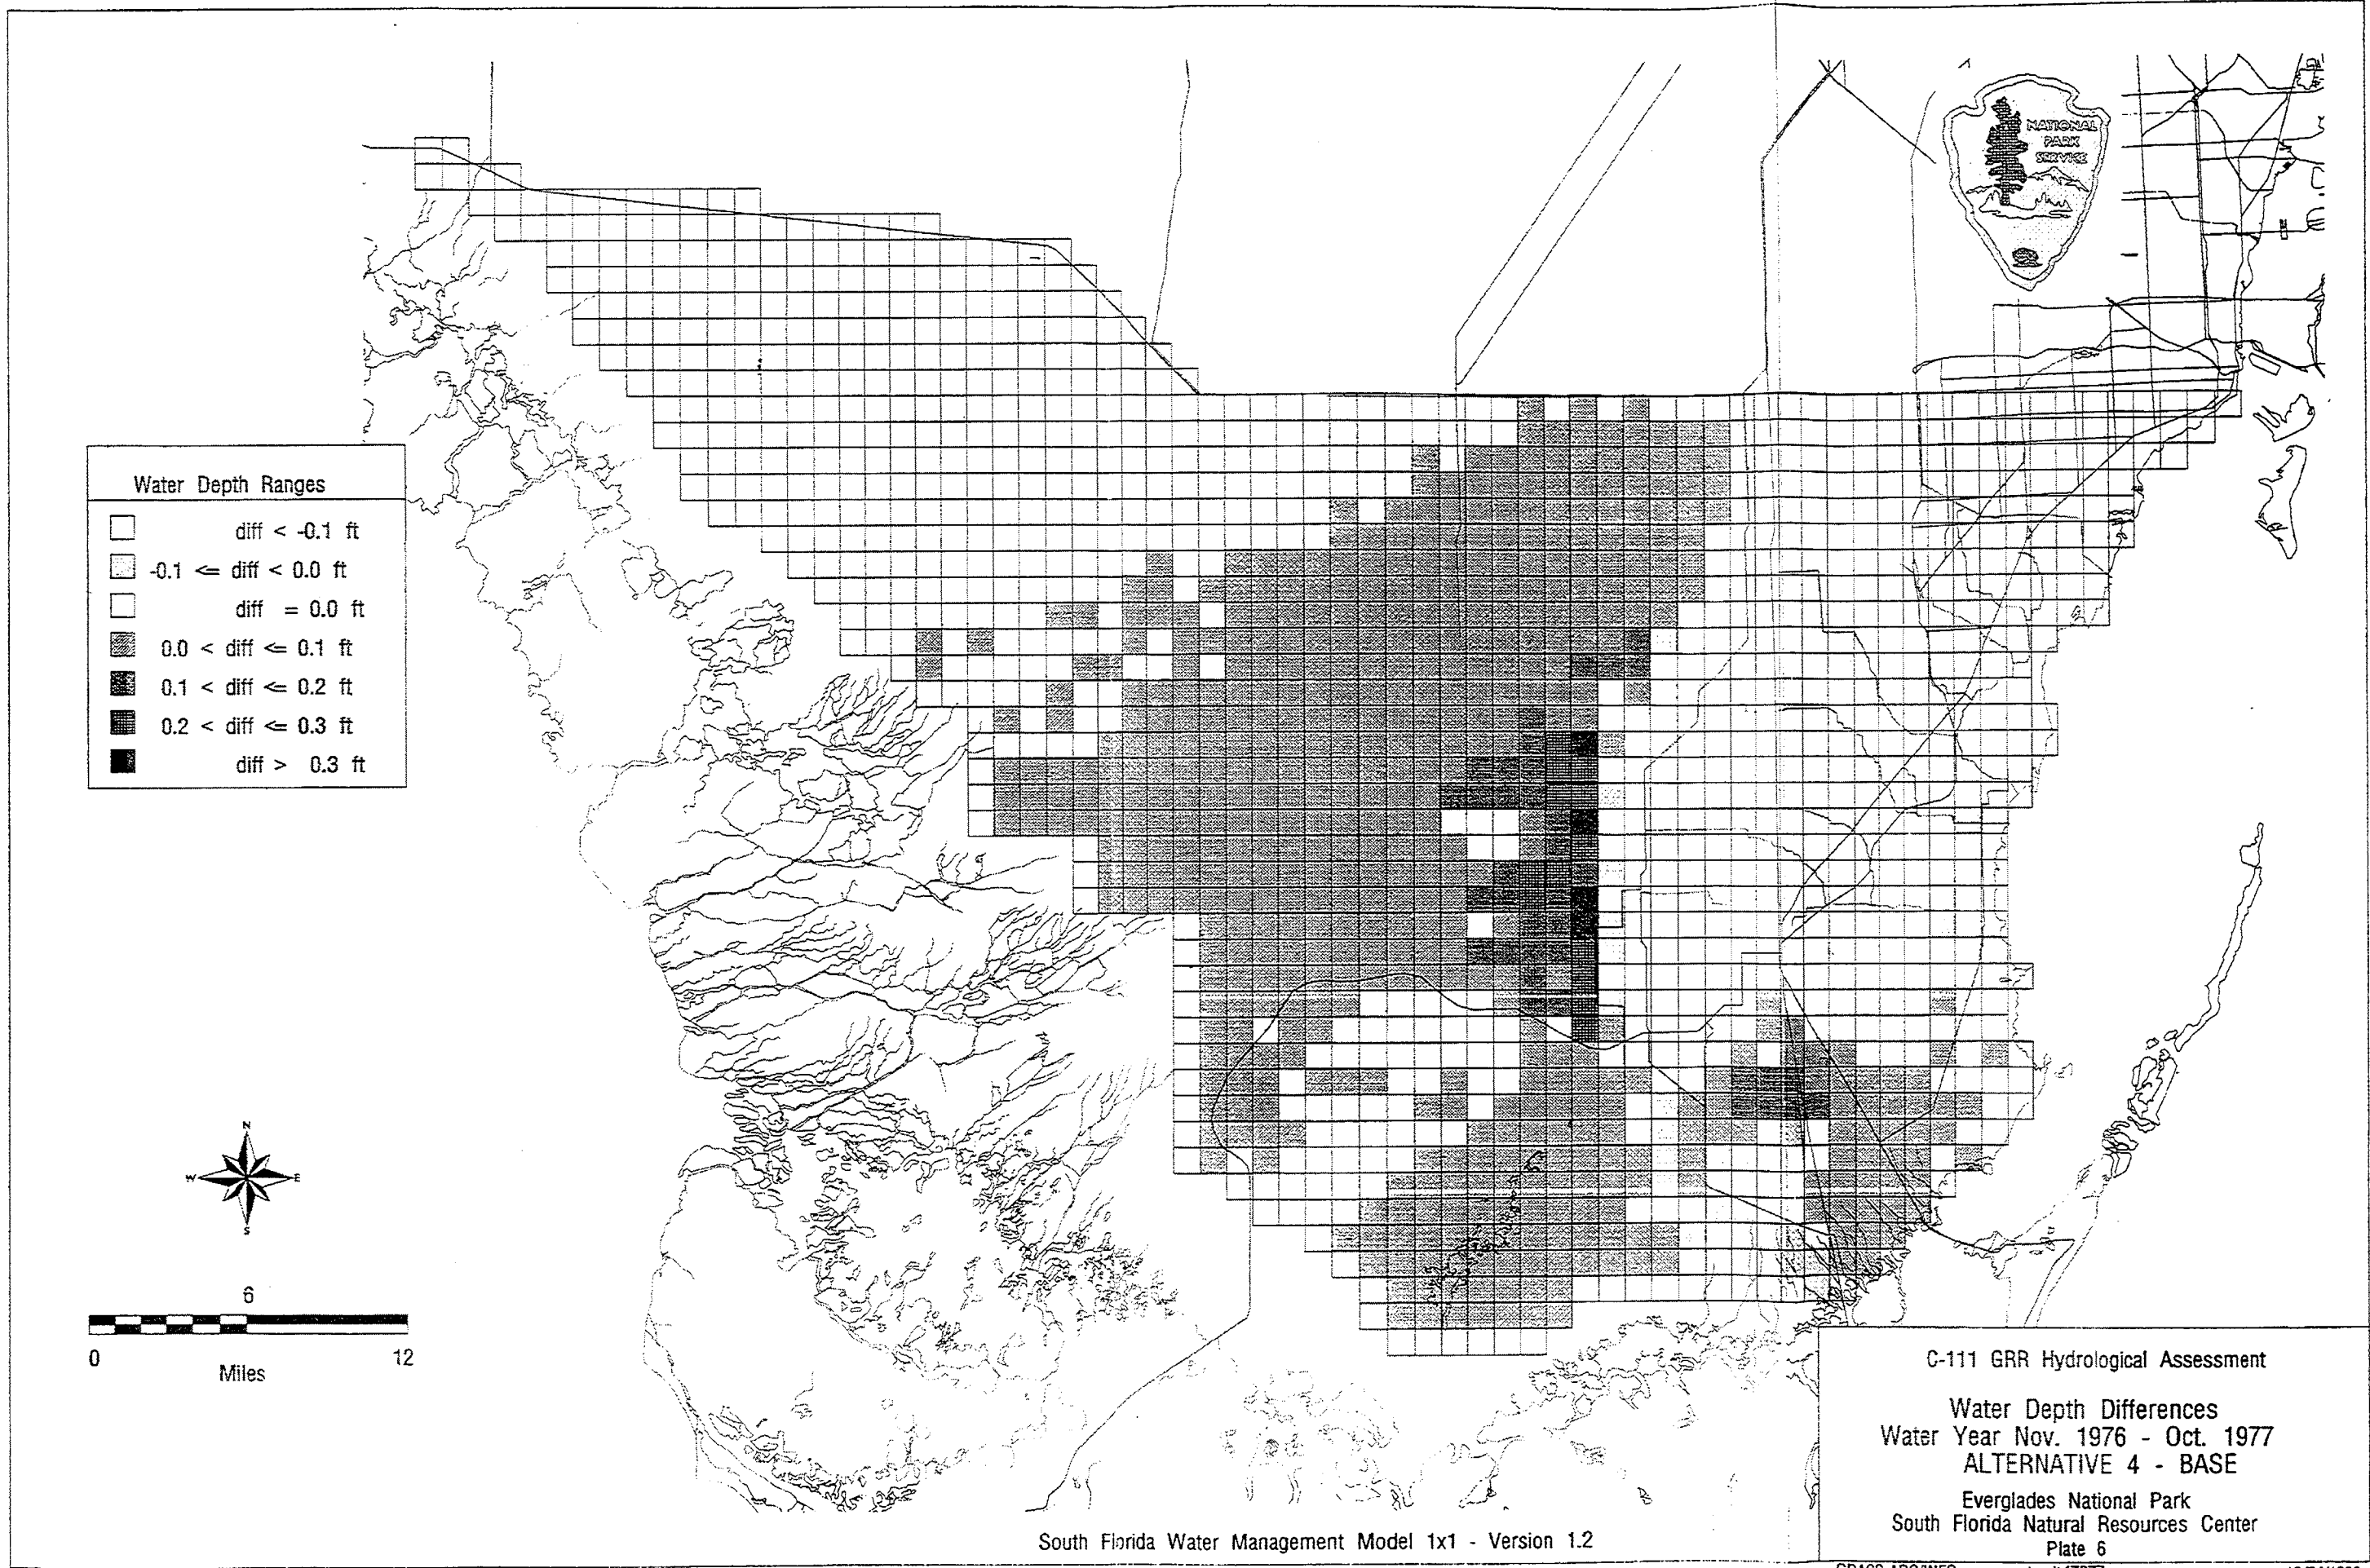 NATIONAL
PARK
SERVICE
Water Depth Ranges
diff < -0.1 ft
-0.1 <= diff < 0.0 ft
diff = 0.0 ft
0.0 < diff <= 0.1 ft
0.1 < diff <= 0.2 ft
0.2 < diff <= 0.3 ft
diff > 0.3 ft
N
W E
S
6
0 12
Miles
South Florida Water Management Model 1x1 - Version 1.2
C-111 GRR Hydrological Assessment
Water Depth Differences
Water Year Nov. 1976 - Oct. 1977
ALTERNATIVE 4 - BASE
Everglades National Park
South Florida Natural Resources Center
Plate 6